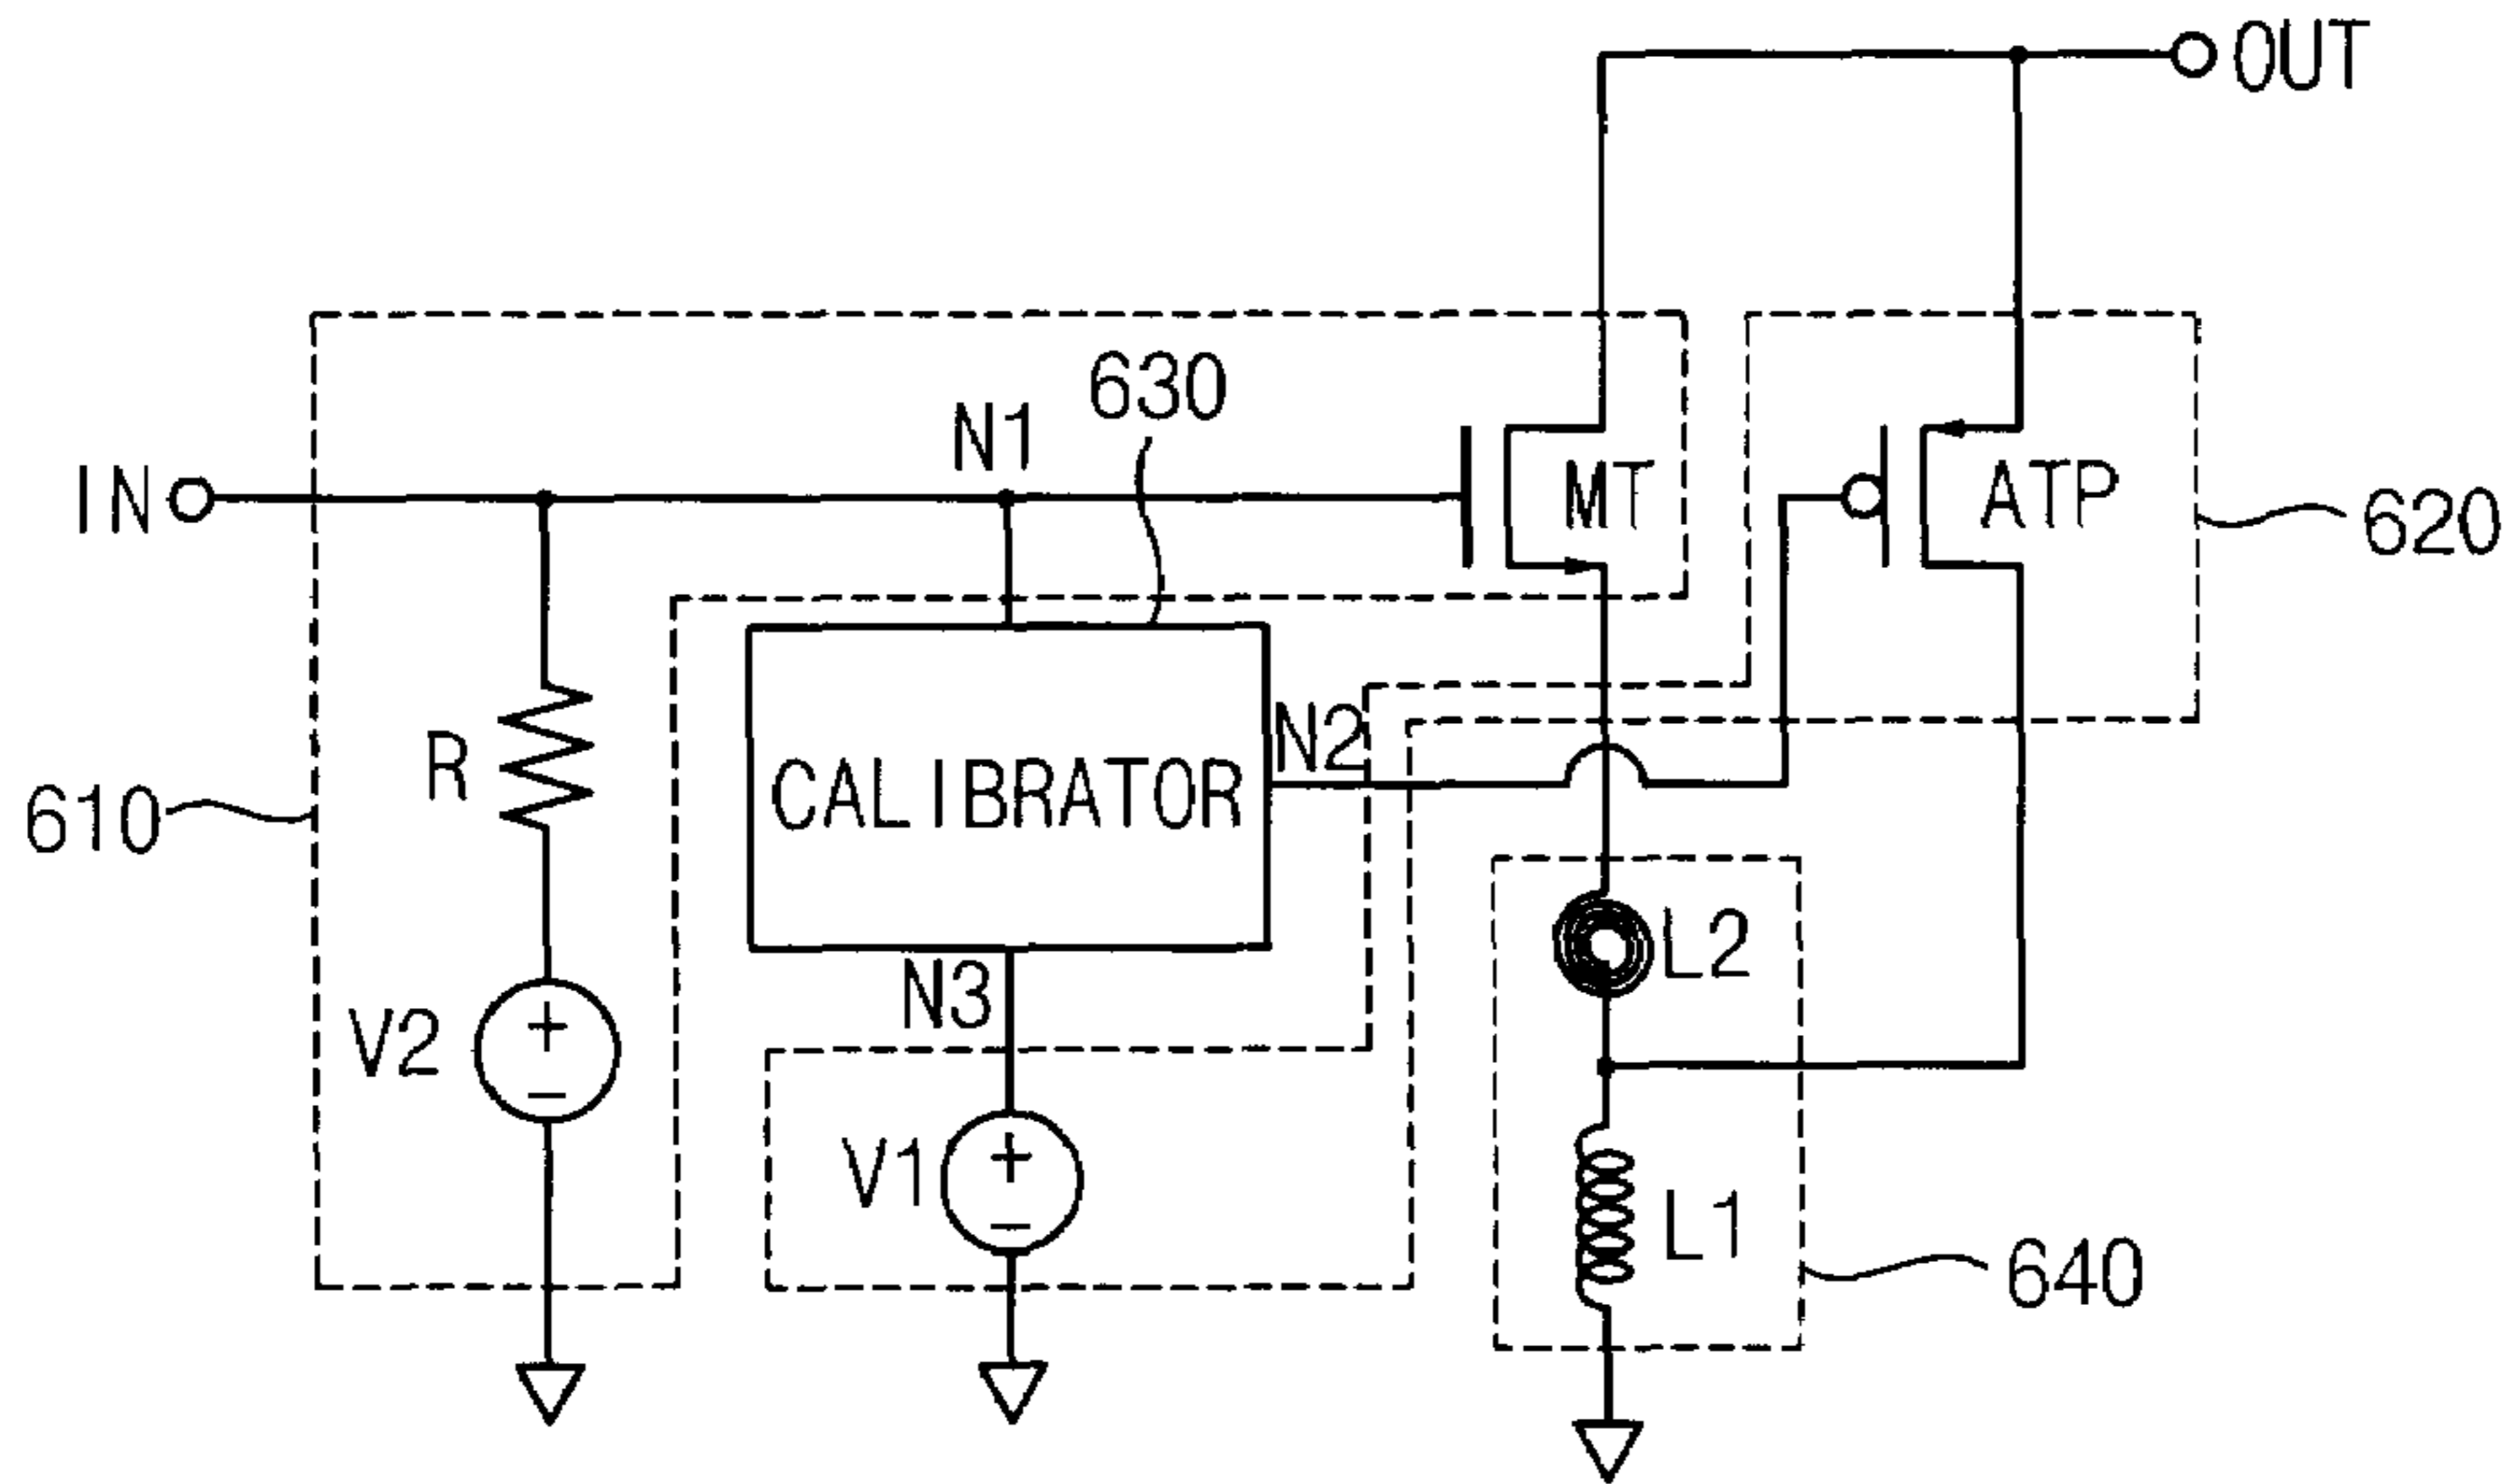 OUT
630
N1
IN
MT
ATP
620
N2
R
CALIBRATOR
610
L2
N3
V2
+
−
V1
+
−
L1
640